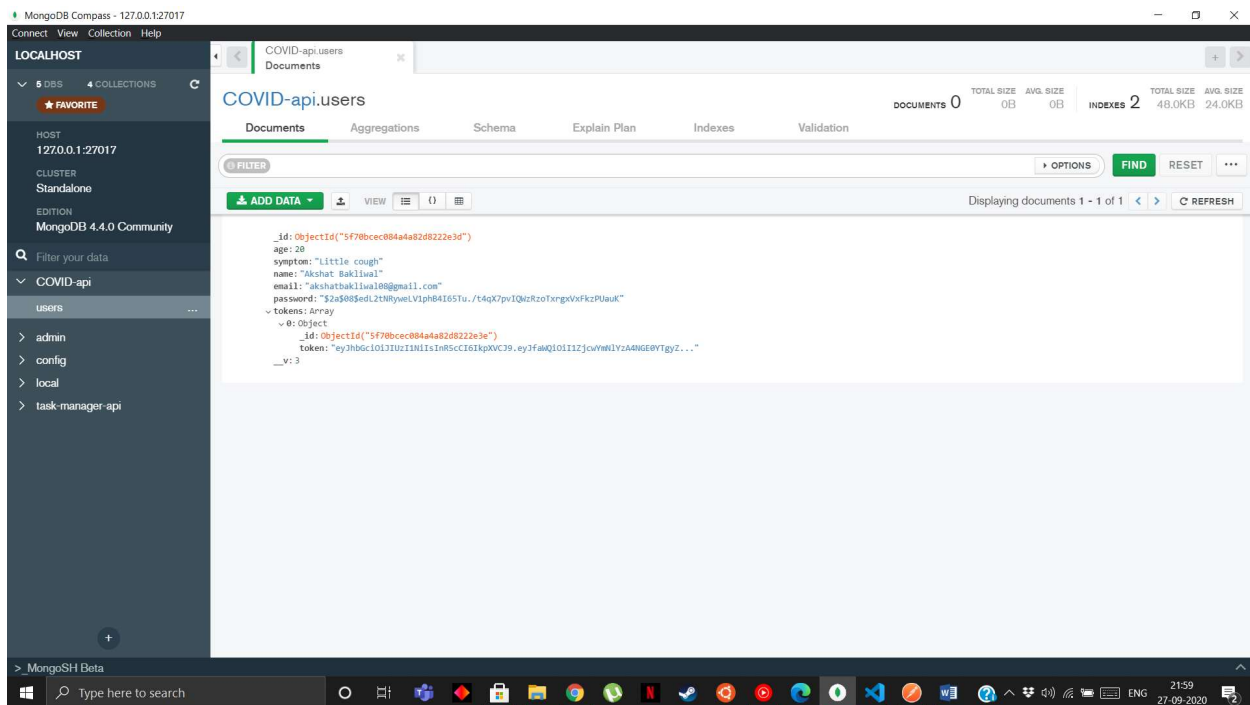 MongoDB Compass - 127.0.0.1:27017
Connect View Collection Help
LOCALHOST
5 DBS 4 COLLECTIONS
★ FAVORITE
HOST
127.0.0.1:27017
CLUSTER
Standalone
EDITION
MongoDB 4.4.0 Community
Filter your data
COVID-api
users ...
admin
config
local
task-manager-api
>_MongoSH Beta
COVID-api.users
Documents
COVID-api.users
DOCUMENTS 0 TOTAL SIZE 0B AVG. SIZE 0B INDEXES 2 TOTAL SIZE 48.0KB AVG. SIZE 24.0KB
Documents Aggregations Schema Explain Plan Indexes Validation
FILTER OPTIONS FIND RESET ...
ADD DATA VIEW {} Displaying documents 1 - 1 of 1 < > REFRESH
_id: ObjectId("5f70bcec084a4a82d8222e3d")
age: 20
symptom: "Little cough"
name: "Akshat Bakliwal"
email: "akshatbakliwal08@gmail.com"
password: "$2a$08$edL2tNRyweLV1phB4I65Tu./t4qX7pvIQWzRzoTxrgxVxFkzPUauK"
tokens: Array
0: Object
_id: ObjectId("5f70bcec084a4a82d8222e3e")
token: "eyJhbGciOiJIUzI1NiIsInR5cCI6IkpXVCJ9.eyJfaWQiOiI1ZjcwYmNlYzA4NGE0YTgyZ..."
__v: 3
Type here to search
ENG 21:59
27-09-2020